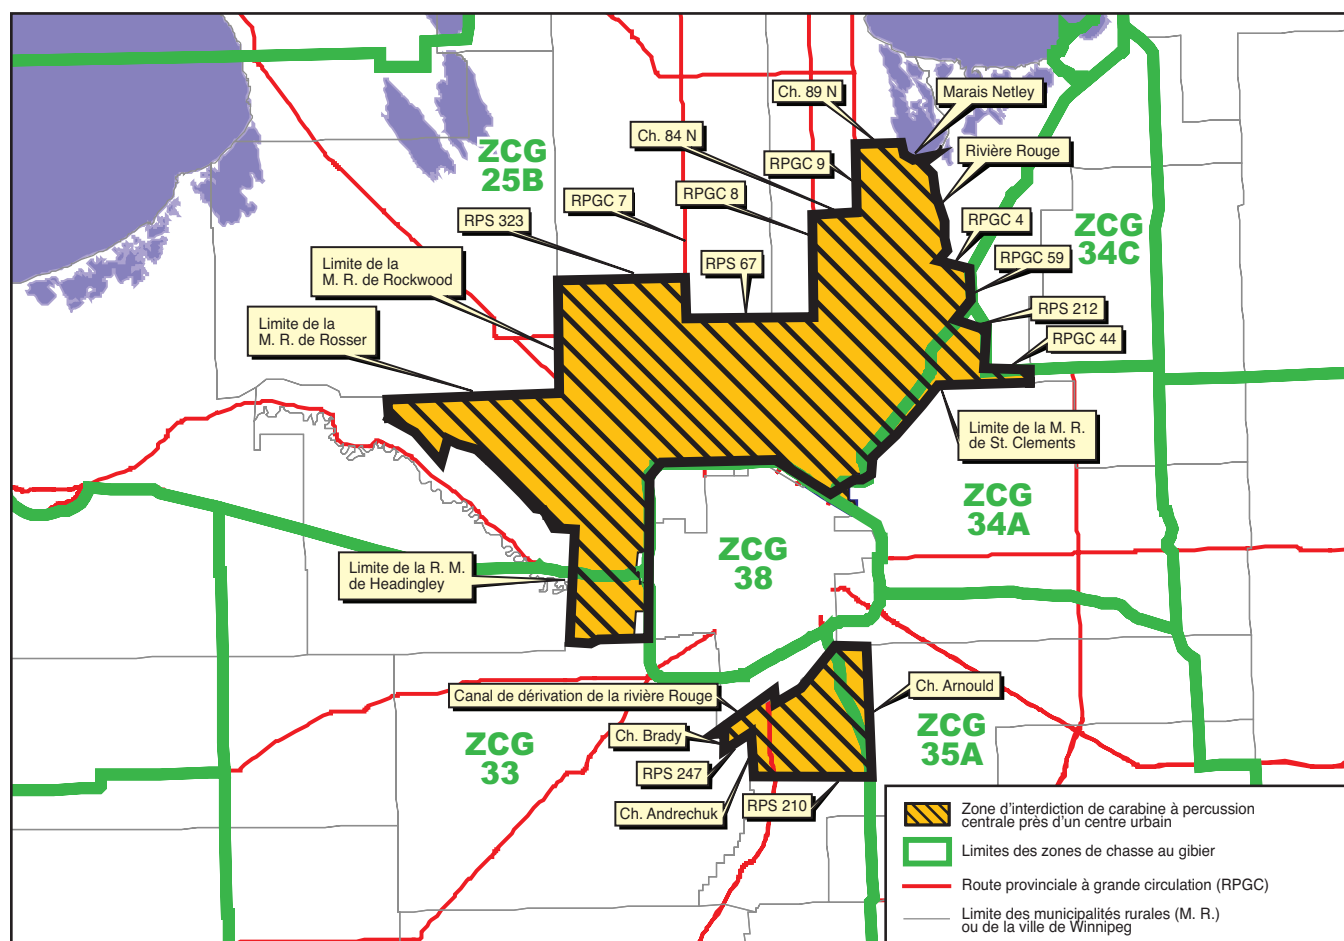 Ch. 89 N
Marais Netley
Ch. 84 N
Rivière Rouge
ZCG
25B
RPGC 9
RPGC 8
RPGC 7
RPS 323
RPGC 4
ZCG
34C
RPGC 59
RPS 67
Limite de la
M. R. de Rockwood
RPS 212
Limite de la
M. R. de Rosser
RPGC 44
Limite de la M. R.
de St. Clements
ZCG
34A
ZCG
38
Limite de la R. M.
de Headingley
Canal de dérivation de la rivière Rouge
Ch. Arnould
Ch. Brady
ZCG
33
ZCG
35A
RPS 247
Ch. Andrechuk
RPS 210
Zone d'interdiction de carabine à percussion
centrale près d'un centre urbain
Limites des zones de chasse au gibier
Route provinciale à grande circulation (RPGC)
Limite des municipalités rurales (M. R.)
ou de la ville de Winnipeg